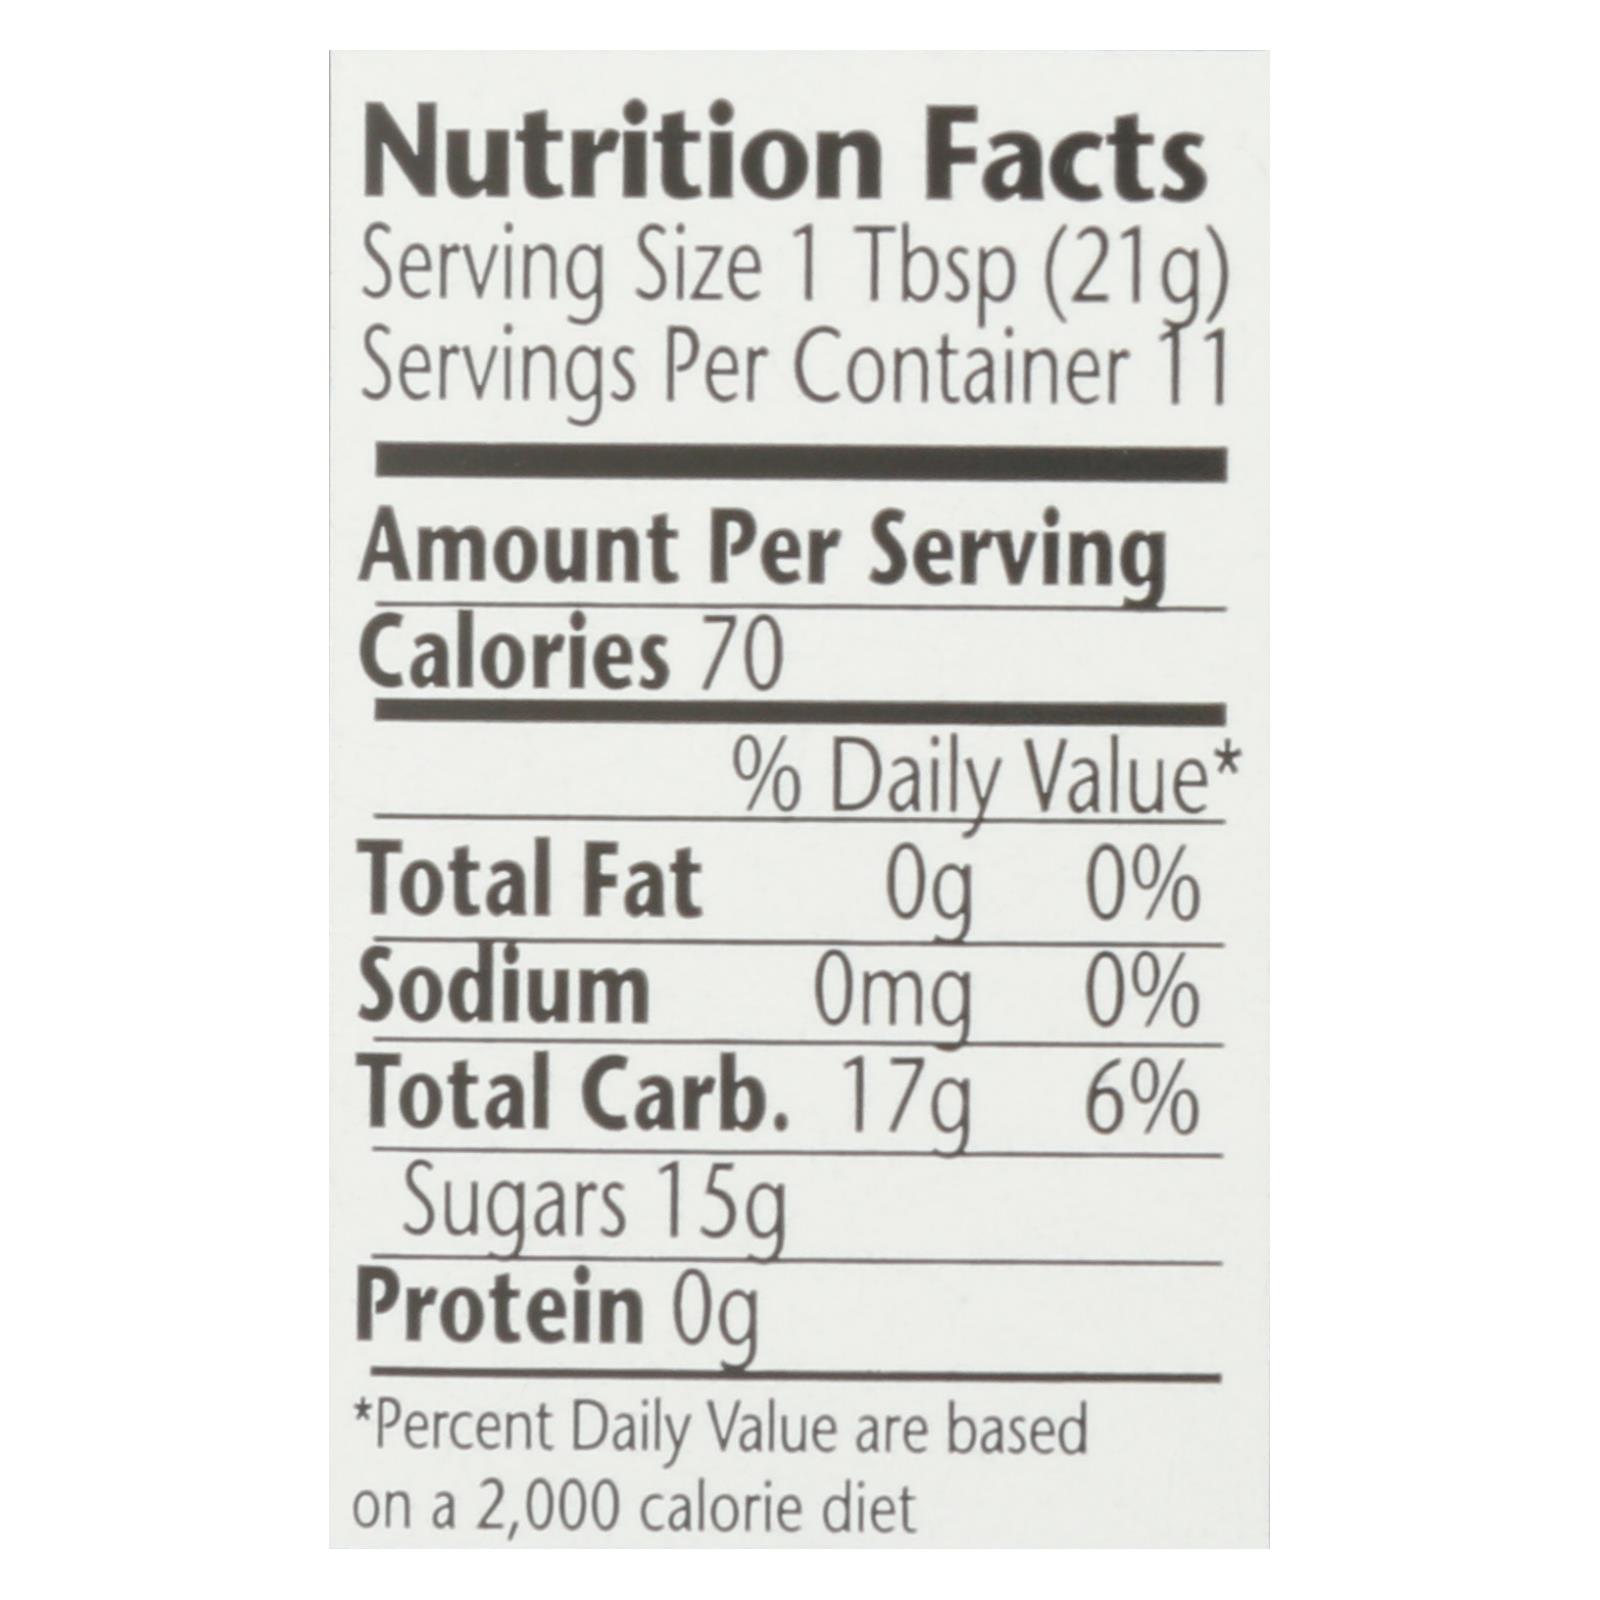 Nutrition Facts
Serving Size 1 Tbsp (21g)
Servings Per Container 11
Amount Per Serving
Calories 70
% Daily Value*
Total Fat 0g 0%
Sodium 0mg 0%
Total Carb. 17g 6%
Sugars 15g
Protein 0g
*Percent Daily Value are based
on a 2,000 calorie diet